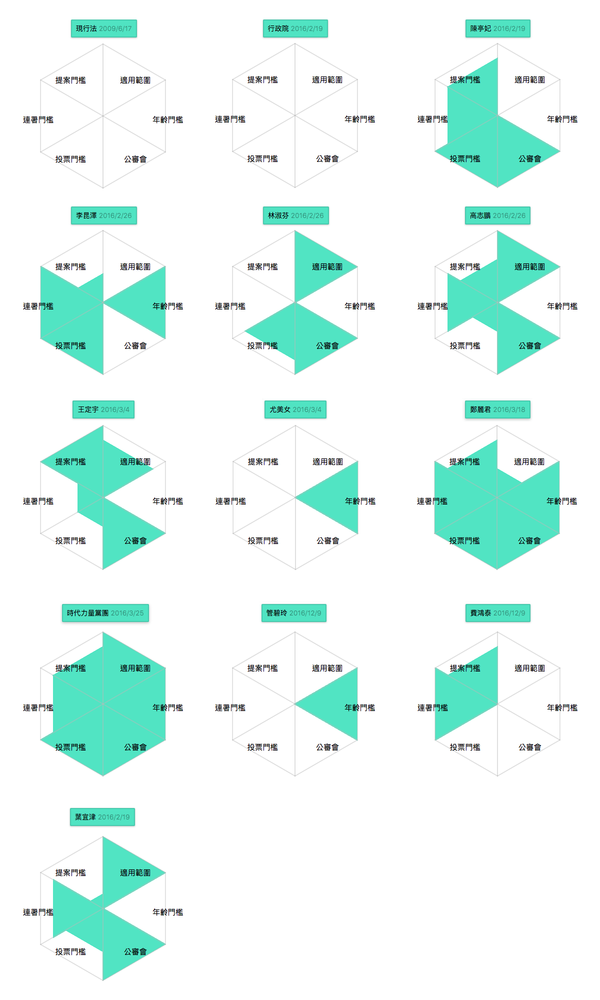 現行法 2009/6/17
提案門檻 適用範圍
連署門檻 年齡門檻
投票門檻 公審會
行政院 2016/2/19
提案門檻 適用範圍
連署門檻 年齡門檻
投票門檻 公審會
陳亭妃 2016/2/19
提案門檻 適用範圍
連署門檻 年齡門檻
投票門檻 公審會
李昆澤 2016/2/26
提案門檻 適用範圍
連署門檻 年齡門檻
投票門檻 公審會
林淑芬 2016/2/26
提案門檻 適用範圍
連署門檻 年齡門檻
投票門檻 公審會
高志鵬 2016/2/26
提案門檻 適用範圍
連署門檻 年齡門檻
投票門檻 公審會
王定宇 2016/3/4
提案門檻 適用範圍
連署門檻 年齡門檻
投票門檻 公審會
尤美女 2016/3/4
提案門檻 適用範圍
連署門檻 年齡門檻
投票門檻 公審會
鄭麗君 2016/3/18
提案門檻 適用範圍
連署門檻 年齡門檻
投票門檻 公審會
時代力量黨團 2016/3/25
提案門檻 適用範圍
連署門檻 年齡門檻
投票門檻 公審會
管碧玲 2016/12/9
提案門檻 適用範圍
連署門檻 年齡門檻
投票門檻 公審會
費鴻泰 2016/12/9
提案門檻 適用範圍
連署門檻 年齡門檻
投票門檻 公審會
葉宜津 2016/2/19
提案門檻 適用範圍
連署門檻 年齡門檻
投票門檻 公審會